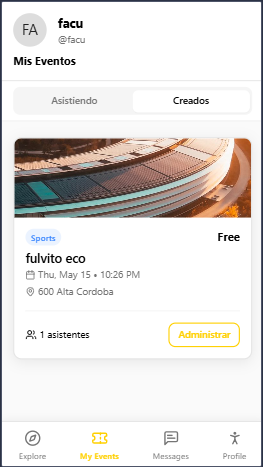 FA
facu
@facu
Mis Eventos
Asistiendo
Creados
Sports
Free
fulvito eco
Thu, May 15 • 10:26 PM
600 Alta Cordoba
1 asistentes
Administrar
Explore
My Events
Messages
Profile